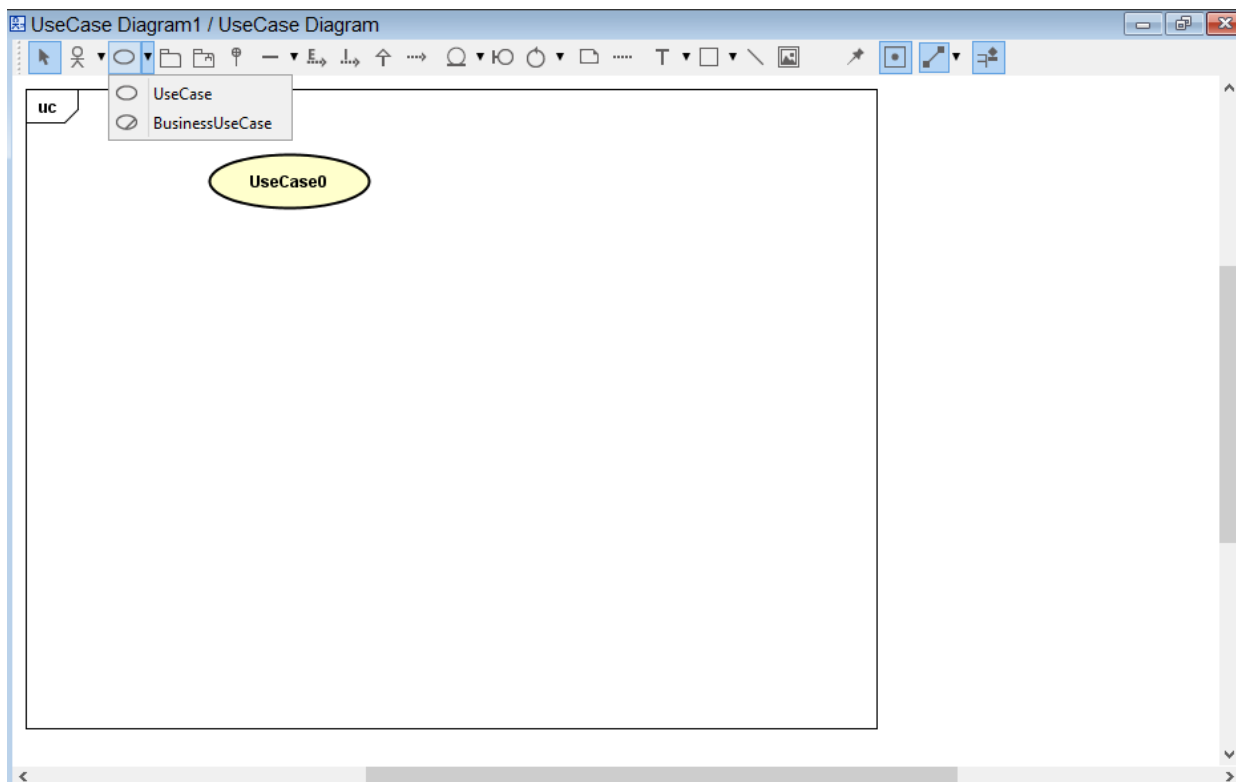 UseCase Diagram1 / UseCase Diagram
E
I
T
UseCase
BusinessUseCase
uc
UseCase0